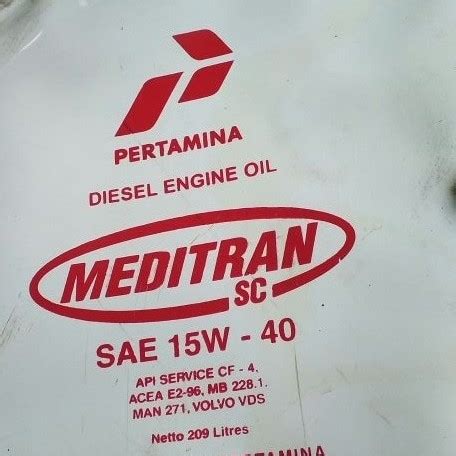 PERTAMINA
DIESEL ENGINE OIL
MEDITRAN
SC
SAE 15W - 40
API SERVICE CF - 4,
ACEA E2-96, MB 228.1.
MAN 271, VOLVO VDS
Netto 209 Litres